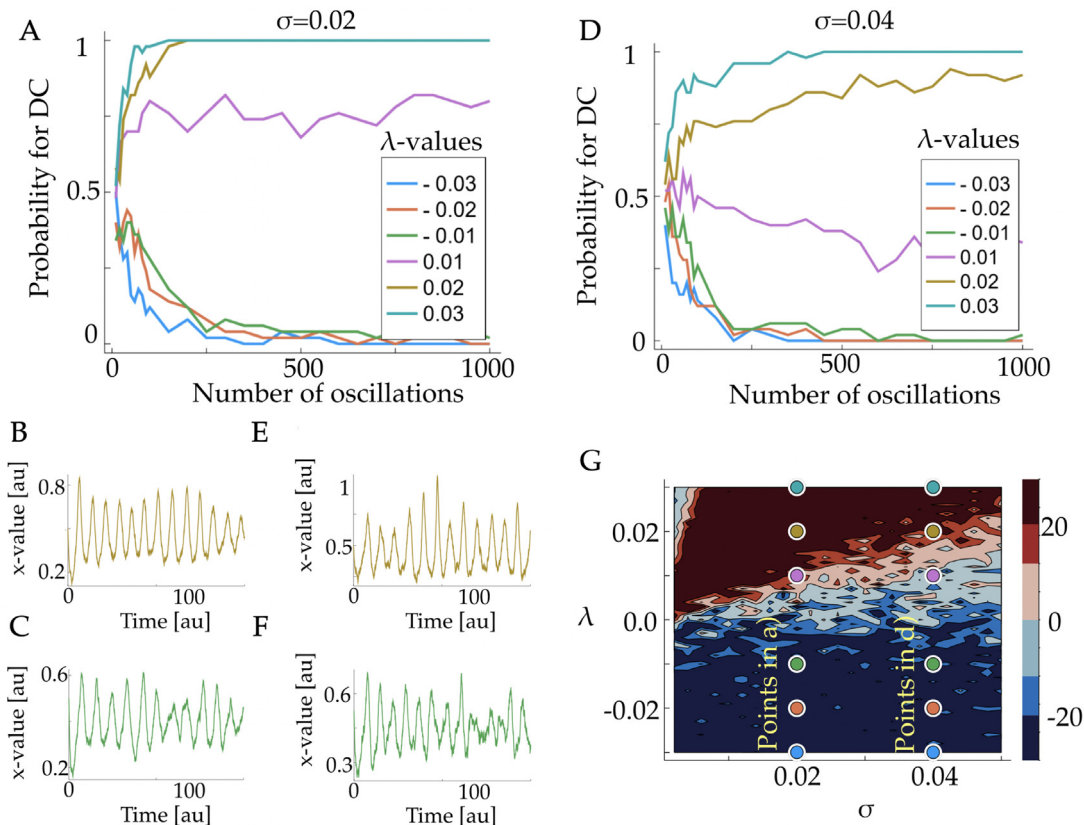 A
σ=0.02
Probability for DC
1
0.5
0
λ-values
- 0.03
- 0.02
- 0.01
0.01
0.02
0.03
0
500
1000
Number of oscillations
D
σ=0.04
Probability for DC
1
0.5
0
λ-values
- 0.03
- 0.02
- 0.01
0.01
0.02
0.03
0
500
1000
Number of oscillations
B
x-value [au]
0.8
0.2
0
100
Time [au]
E
x-value [au]
1
0.5
0
100
Time [au]
C
x-value [au]
0.6
0.2
0
100
Time [au]
F
x-value [au]
0.6
0.3
0
100
Time [au]
G
λ
0.02
0.0
-0.02
Points in a)
Points in d)
0.02
0.04
σ
20
0
-20